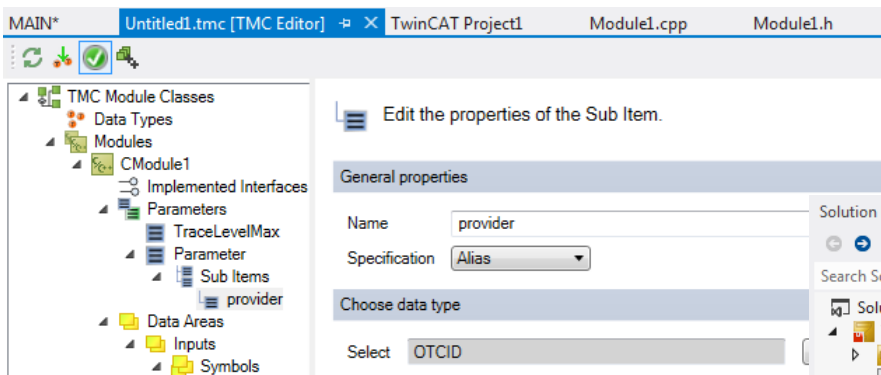 MAIN* Untitled1.tmc [TMC Editor] TwinCAT Project1 Module1.cpp Module1.h
TMC Module Classes
Data Types
Modules
CModule1
Implemented Interfaces
Parameters
TraceLevelMax
Parameter
Sub Items
provider
Data Areas
Inputs
Symbols
Edit the properties of the Sub Item.
General properties
Name provider
Specification Alias
Choose data type
Select OTCID
Solution
Search S
Solu